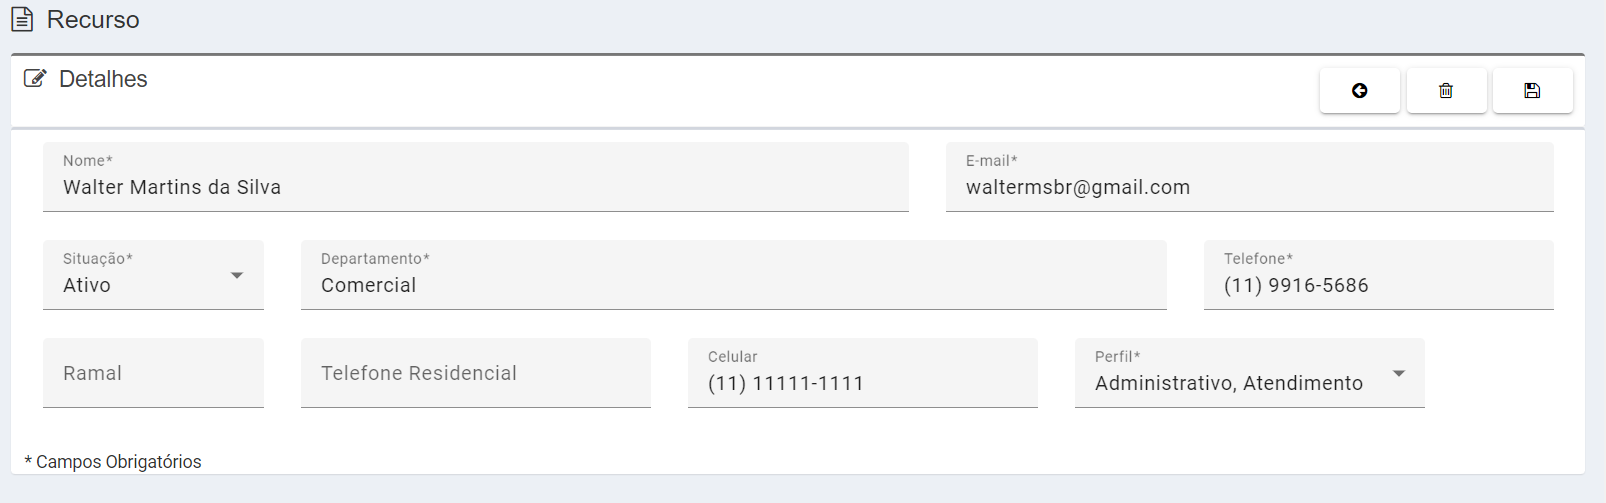 Recurso
Detalhes
Nome*
Walter Martins da Silva
E-mail*
waltermsbr@gmail.com
Situação*
Ativo
Departamento*
Comercial
Telefone*
(11) 9916-5686
Ramal
Telefone Residencial
Celular
(11) 11111-1111
Perfil*
Administrativo, Atendimento
* Campos Obrigatórios